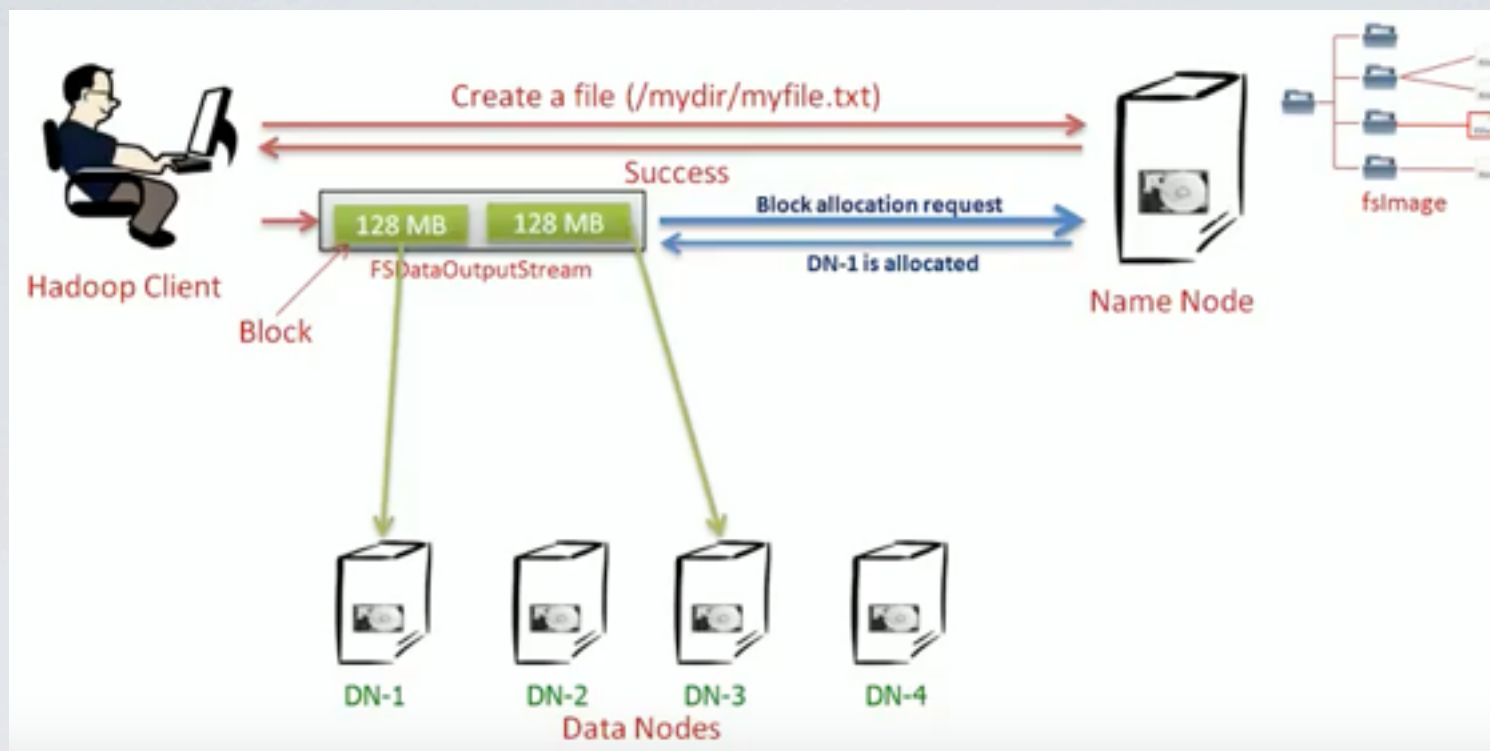 Create a file (/mydir/myfile.txt)
Success
fsImage
128 MB
128 MB
Block allocation request
DN-1 is allocated
FSDataOutputStream
Hadoop Client
Name Node
Block
DN-1
DN-2
DN-3
DN-4
Data Nodes